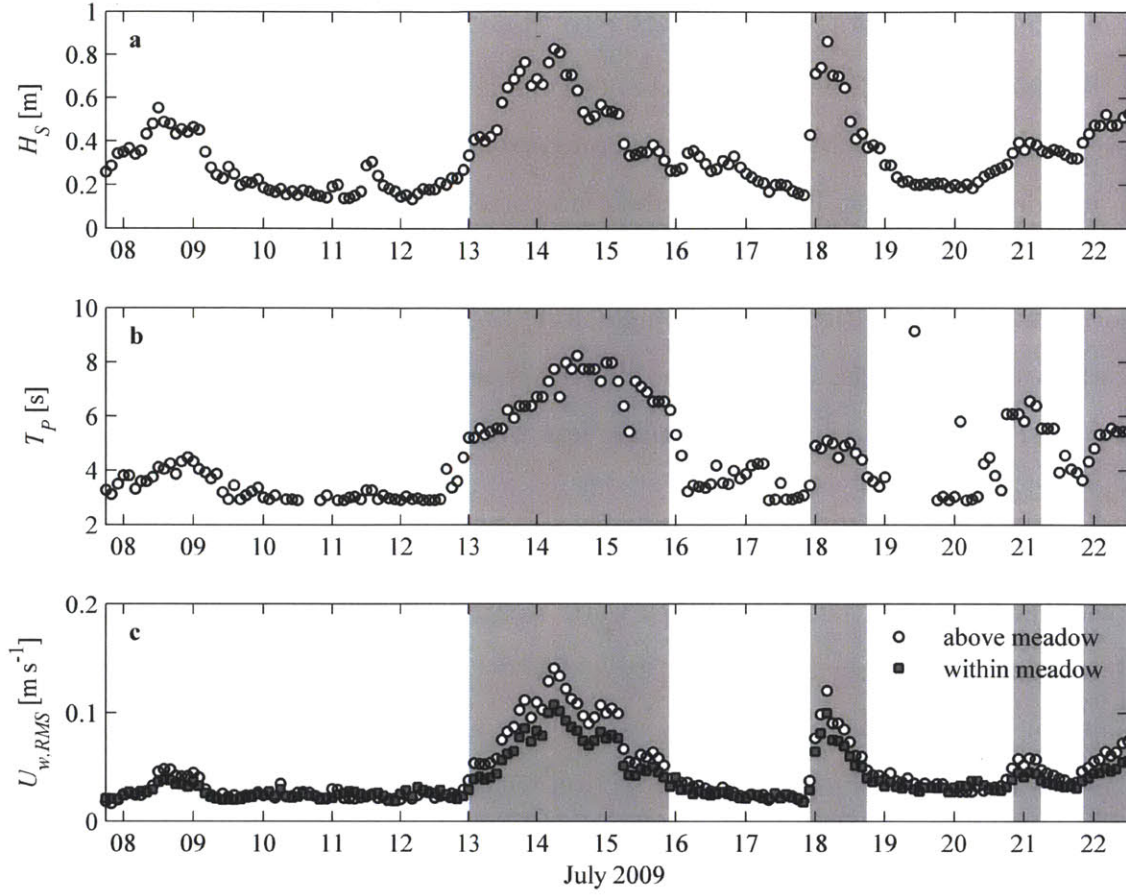 1
a
0.8
0.6
H_S [m]
0.4
0.2
0
08 09 10 11 12 13 14 15 16 17 18 19 20 21 22
10
b
8
T_P [s]
6
4
2
08 09 10 11 12 13 14 15 16 17 18 19 20 21 22
0.2
c
above meadow
within meadow
U_{w,RMS} [m s^{-1}]
0.1
0
08 09 10 11 12 13 14 15 16 17 18 19 20 21 22
July 2009